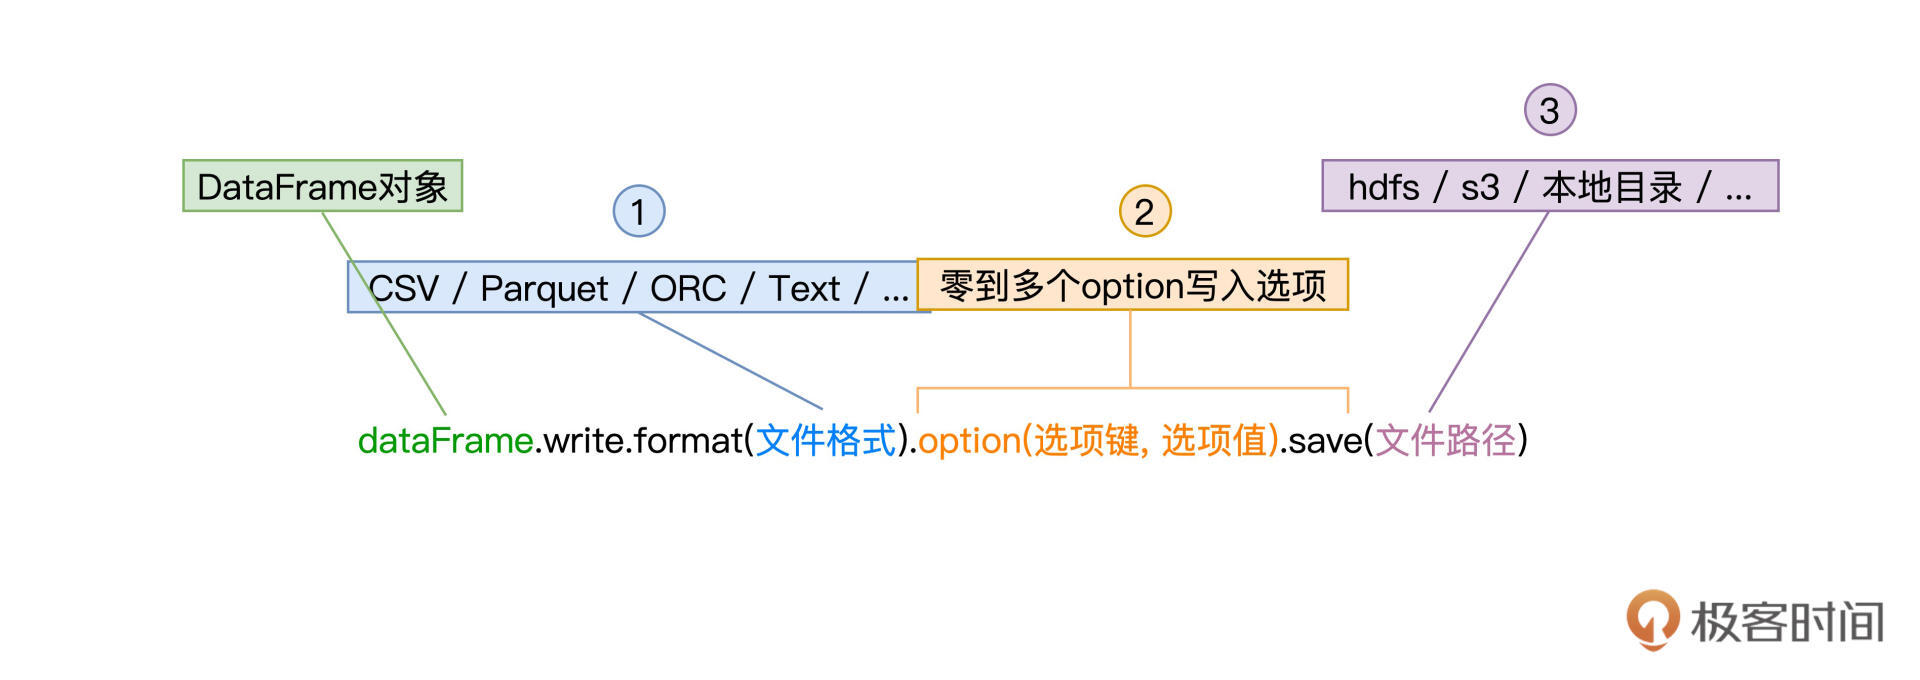 3
DataFrame对象
hdfs / s3 / 本地目录 / ...
1
2
CSV / Parquet / ORC / Text / ...
零到多个option写入选项
dataFrame.write.format(文件格式).option(选项键, 选项值).save(文件路径)
极客时间